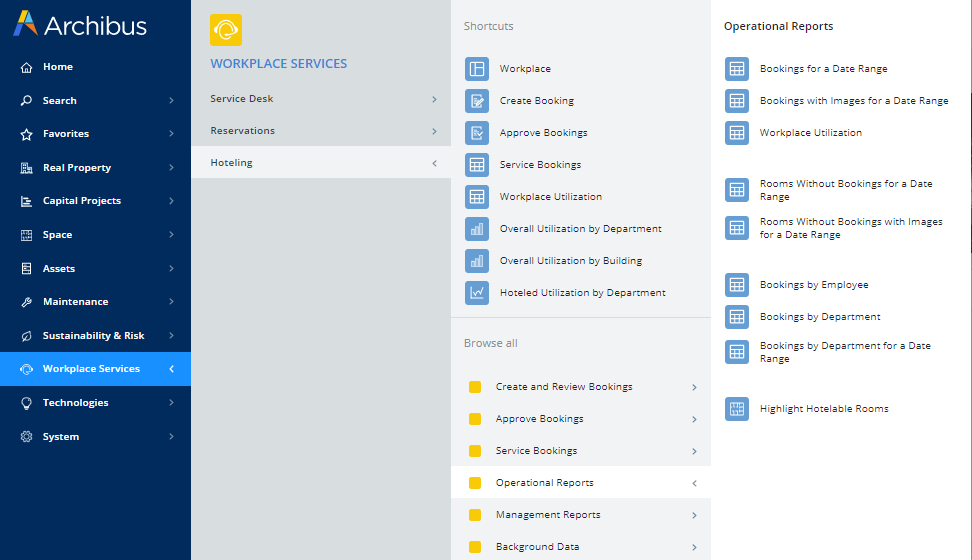 Archibus
Home
Search
Favorites
Real Property
Capital Projects
Space
Assets
Maintenance
Sustainability & Risk
Workplace Services
Technologies
System
WORKPLACE SERVICES
Service Desk
Reservations
Hoteling
Shortcuts
Workplace
Create Booking
Approve Bookings
Service Bookings
Workplace Utilization
Overall Utilization by Department
Overall Utilization by Building
Hoteled Utilization by Department
Browse all
Create and Review Bookings
Approve Bookings
Service Bookings
Operational Reports
Management Reports
Background Data
Operational Reports
Bookings for a Date Range
Bookings with Images for a Date Range
Workplace Utilization
Rooms Without Bookings for a Date
Range
Rooms Without Bookings with Images
for a Date Range
Bookings by Employee
Bookings by Department
Bookings by Department for a Date
Range
Highlight Hotelable Rooms